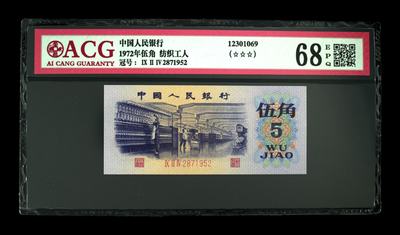 ACG
AI CANG GUARANTY
中国人民银行
1972年伍角 纺织工人
冠号： IX II IV 2871952
12301069
(☆☆☆)
68 EPQ
中國人民銀行
伍角
5
WU
JIAO
IX II IV 2871952